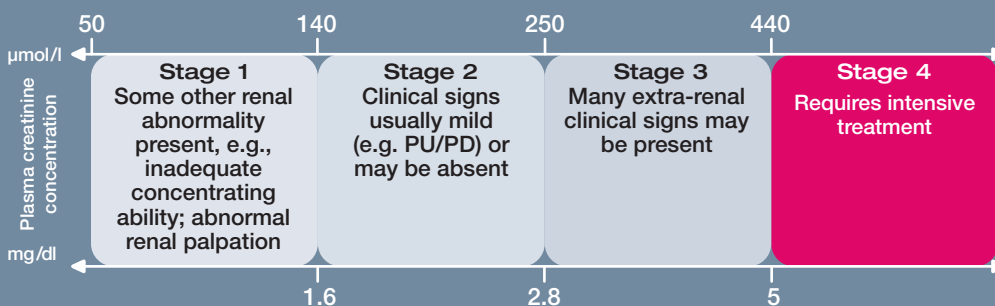 50 140 250 440
µmol/l
Plasma creatinine
concentration
mg/dl
Stage 1
Some other renal
abnormality
present, e.g.,
inadequate
concentrating
ability; abnormal
renal palpation
Stage 2
Clinical signs
usually mild
(e.g. PU/PD) or
may be absent
Stage 3
Many extra-renal
clinical signs may
be present
Stage 4
Requires intensive
treatment
1.6 2.8 5